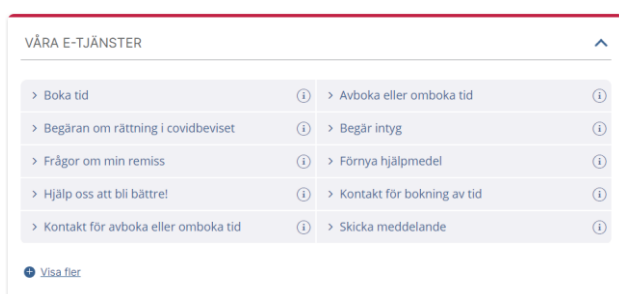 VÅRA E-TJÄNSTER
Boka tid
Avboka eller omboka tid
Begäran om rättning i covidbeviset
Begär intyg
Frågor om min remiss
Förnya hjälpmedel
Hjälp oss att bli bättre!
Kontakt för bokning av tid
Kontakt för avboka eller omboka tid
Skicka meddelande
Visa fler